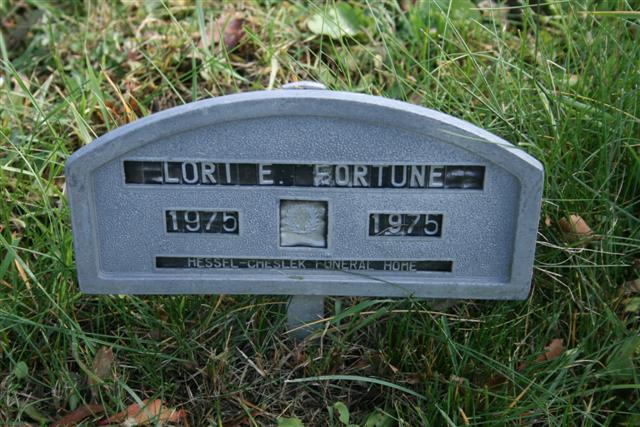 LORI E. FORTUNE
1975 1975
HESSEL-CHESLEK FUNERAL HOME